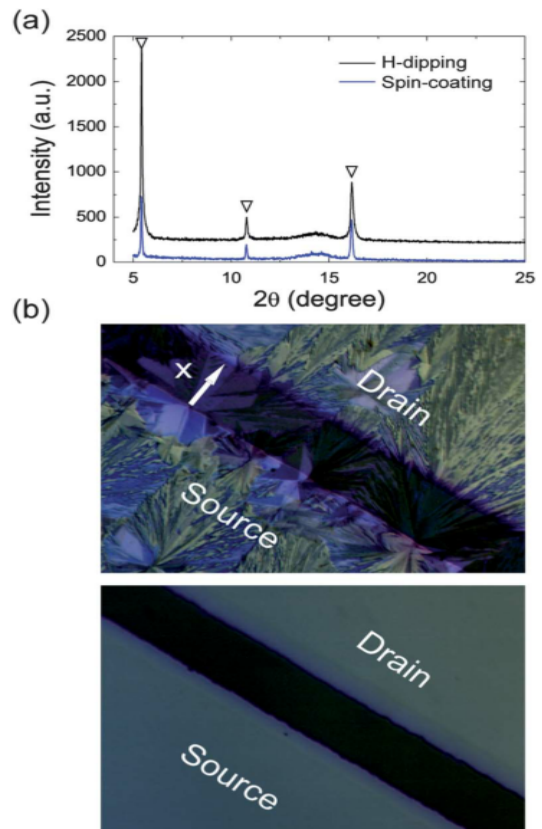 (a)
2500
2000
1500
1000
500
0
Intensity (a.u.)
H-dipping
Spin-coating
5 10 15 20 25
2θ (degree)
(b)
x
Drain
Source
Drain
Source